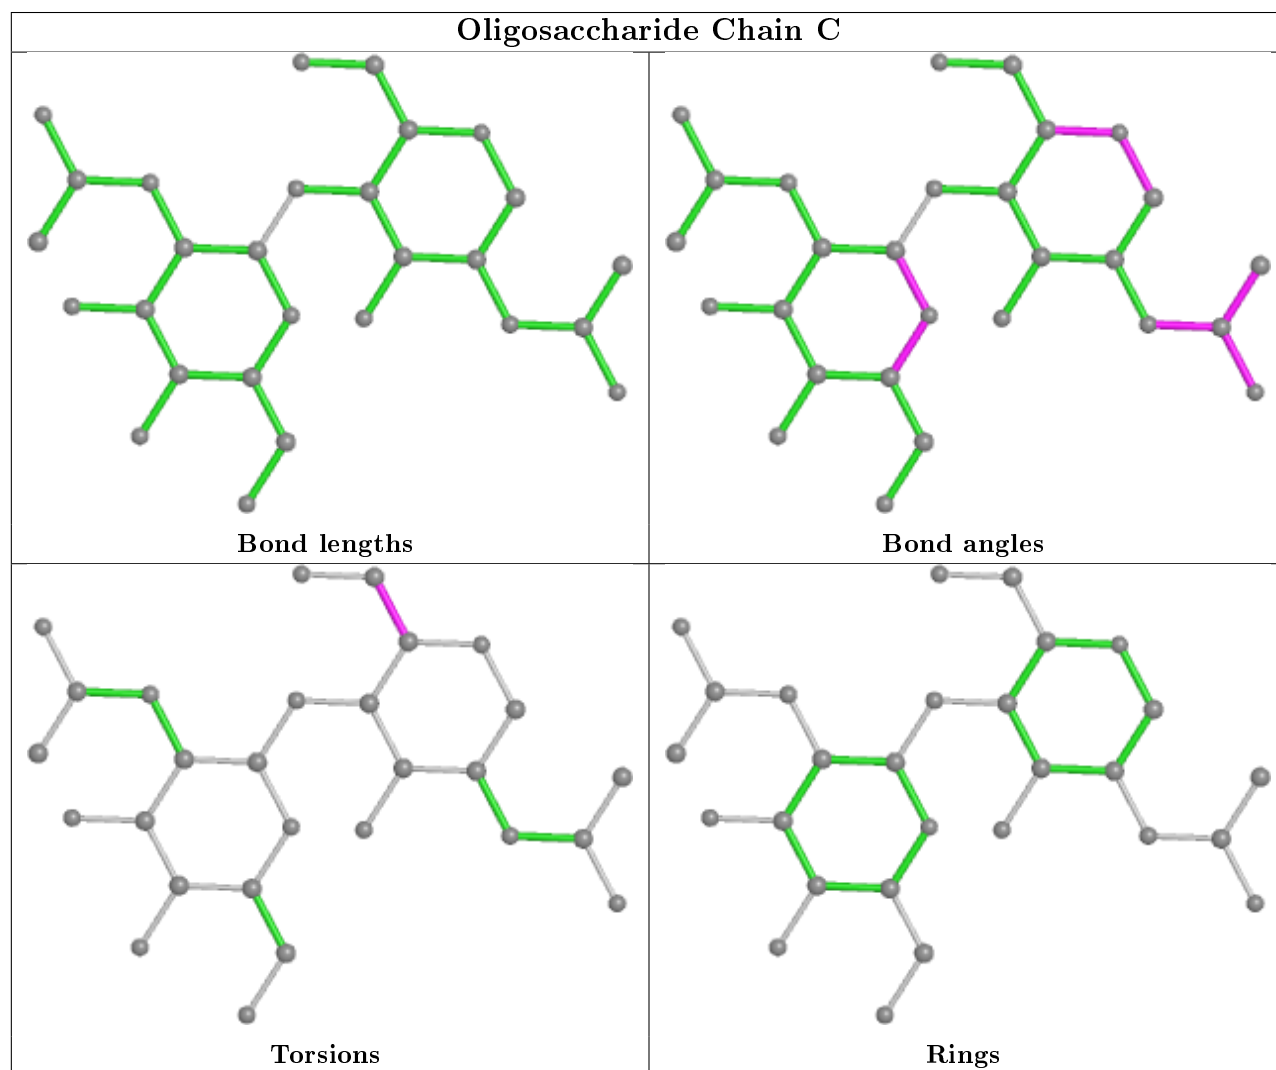 Oligosaccharide Chain C
Bond lengths
Bond angles
Torsions
Rings